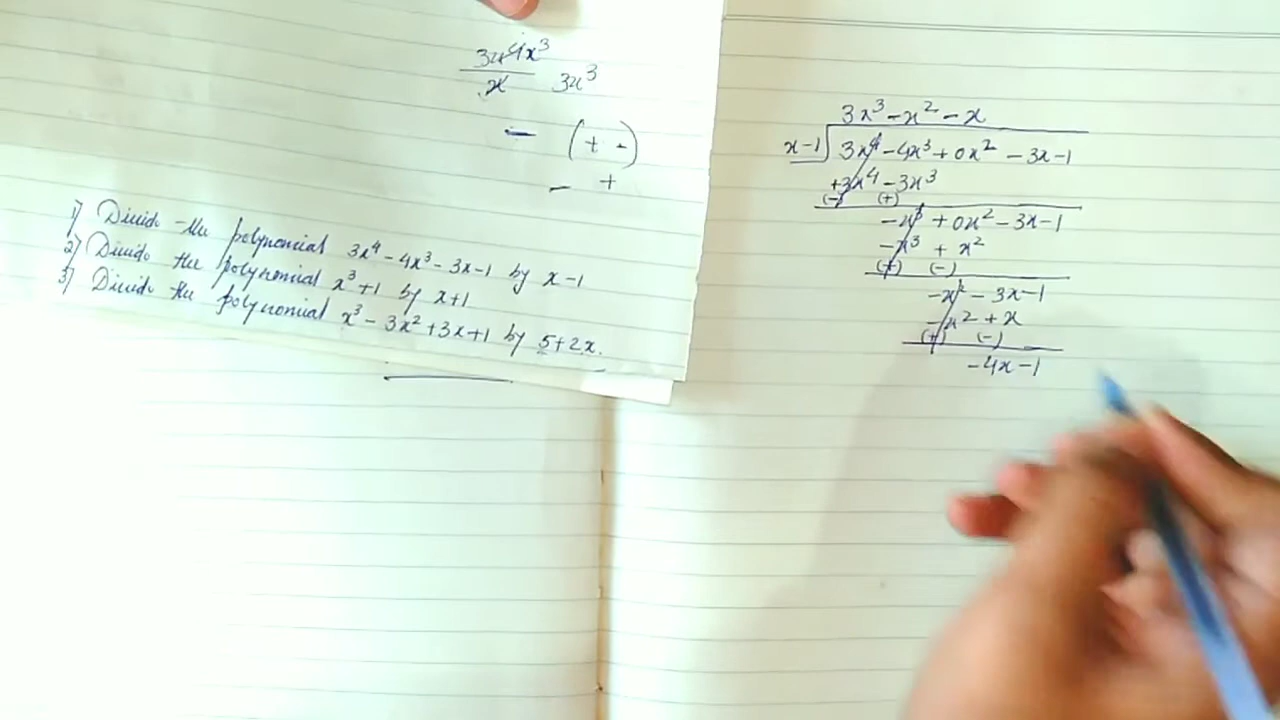 3x⁴ 4x³
x 3x³
− (+ -)
− +
1) Divide the polynomial 3x⁴ - 4x³ - 3x - 1 by x - 1
2) Divide the polynomial x³ + 1 by x + 1
3) Divide the polynomial x³ - 3x² + 3x + 1 by 5 + 2x.
3x³ - x² - x
x - 1 ) 3x⁴ - 4x³ + 0x² - 3x - 1
+3x⁴ - 3x³
(-) (+)
-x³ + 0x² - 3x - 1
-x³ + x²
(+) (-)
-x² - 3x - 1
-x² + x
(+) (-)
-4x - 1